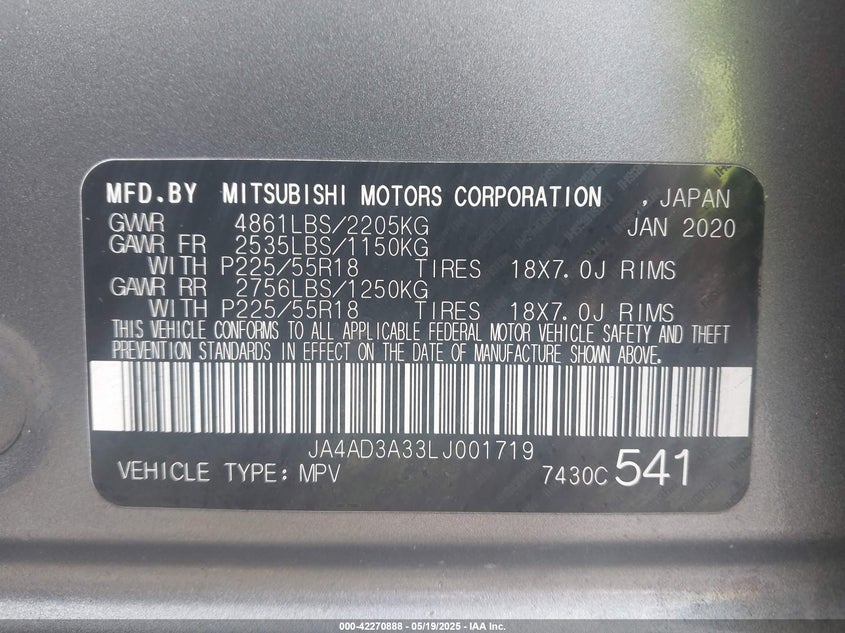 MFD.BY MITSUBISHI MOTORS CORPORATION , JAPAN
GVWR 4861LBS/2205KG JAN 2020
GAWR FR 2535LBS/1150KG
WITH P225/55R18 TIRES 18X7.0J RIMS
GAWR RR 2756LBS/1250KG
WITH P225/55R18 TIRES 18X7.0J RIMS
THIS VEHICLE CONFORMS TO ALL APPLICABLE FEDERAL MOTOR VEHICLE SAFETY AND THEFT
PREVENTION STANDARDS IN EFFECT ON THE DATE OF MANUFACTURE SHOWN ABOVE.
JA4AD3A33LJ001719
VEHICLE TYPE: MPV 7430C 541
000-42270888 - 05/19/2025 - IAA Inc.